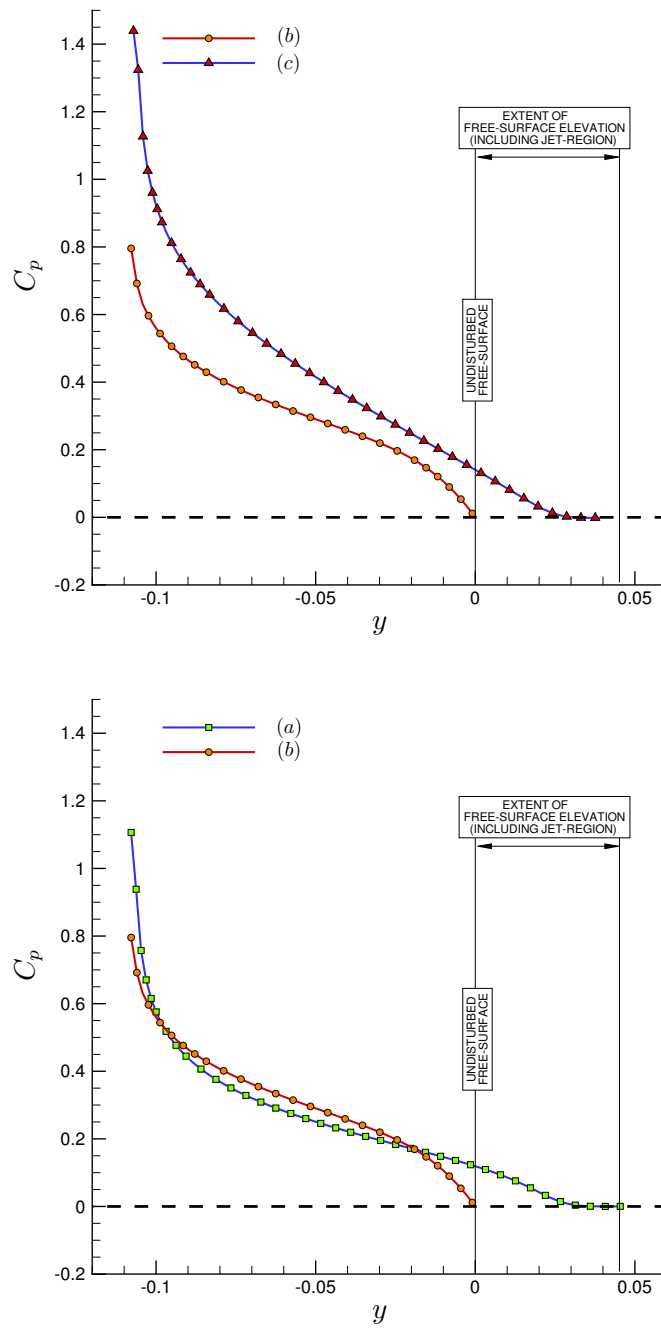 1.4
(b)
(c)
EXTENT OF
FREE-SURFACE ELEVATION
(INCLUDING JET-REGION)
1.2
1
0.8
C_p
0.6
UNDISTURBED
FREE-SURFACE
0.4
0.2
0
-0.2
-0.1 -0.05 0 0.05
y
1.4
(a)
(b)
EXTENT OF
FREE-SURFACE ELEVATION
(INCLUDING JET-REGION)
1.2
1
0.8
C_p
0.6
UNDISTURBED
FREE-SURFACE
0.4
0.2
0
-0.2
-0.1 -0.05 0 0.05
y